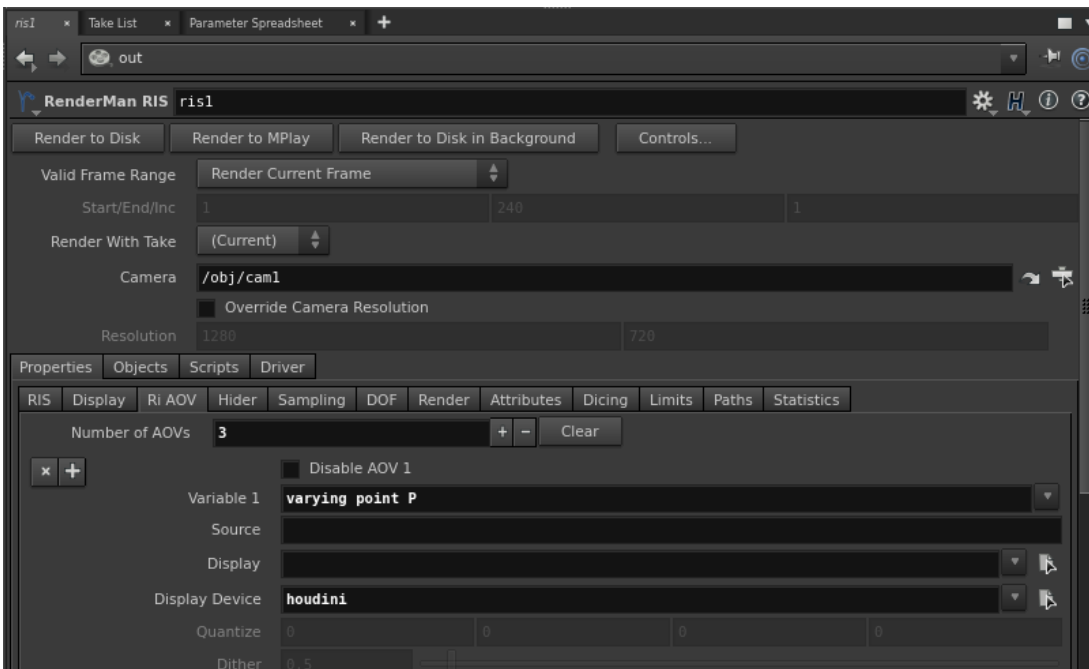 ris1 × Take List × Parameter Spreadsheet × +
out
RenderMan RIS ris1
Render to Disk Render to MPlay Render to Disk in Background Controls...
Valid Frame Range Render Current Frame
Start/End/Inc 1 240 1
Render With Take (Current)
Camera /obj/cam1
Override Camera Resolution
Resolution 1280 720
Properties Objects Scripts Driver
RIS Display Ri AOV Hider Sampling DOF Render Attributes Dicing Limits Paths Statistics
Number of AOVs 3 + − Clear
× + Disable AOV 1
Variable 1 varying point P
Source
Display
Display Device houdini
Quantize 0 0 0 0
Dither 0.5